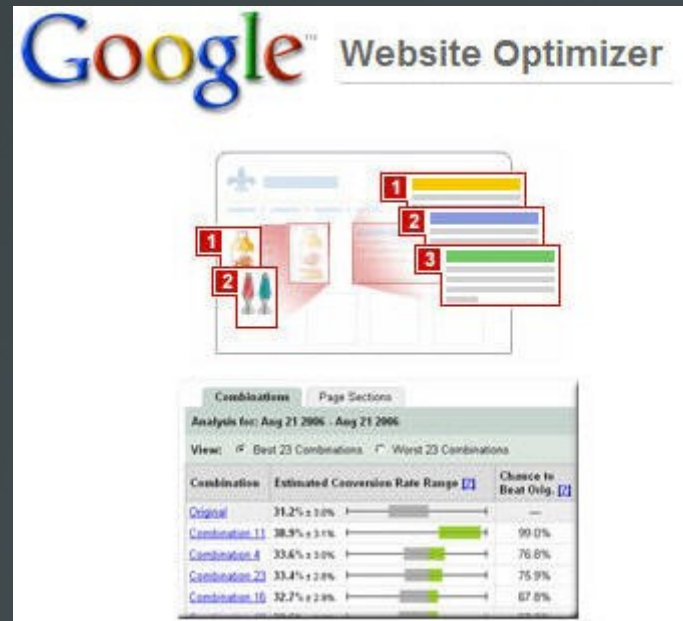 Google™ Website Optimizer
1
2
3
1
2
Combinations Page Sections
Analysis for: Aug 21 2006 - Aug 21 2006
View: Best 23 Combinations Worst 23 Combinations
Combination Estimated Conversion Rate Range [?] Chance to Beat Orig. [?]
Original 31.2% ± 3.0% —
Combination 11 38.9% ± 3.1% 99.0%
Combination 4 33.6% ± 3.0% 76.8%
Combination 23 33.4% ± 2.8% 75.9%
Combination 16 32.7% ± 2.9% 67.8%